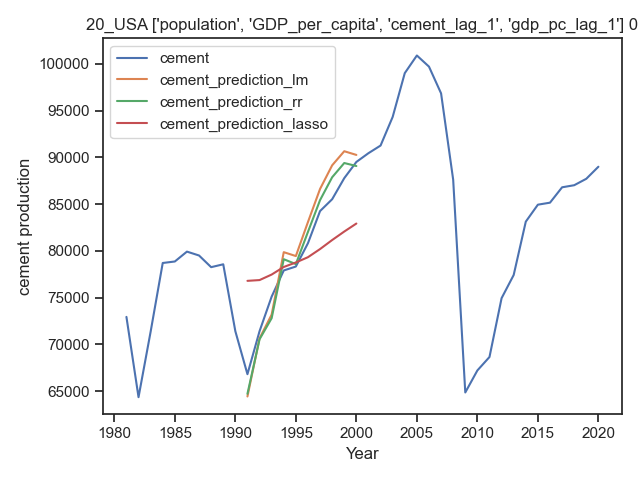 20_USA ['population', 'GDP_per_capita', 'cement_lag_1', 'gdp_pc_lag_1'] 0
cement
cement_prediction_lm
cement_prediction_rr
cement_prediction_lasso
100000
95000
90000
85000
80000
75000
70000
65000
cement production
1980 1985 1990 1995 2000 2005 2010 2015 2020
Year